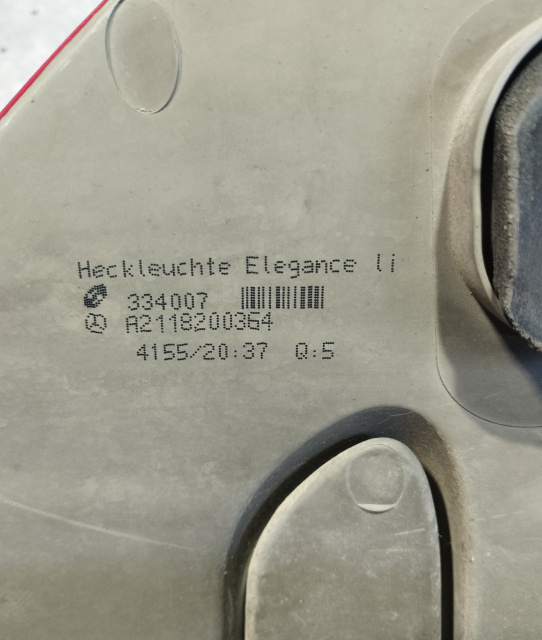 Heckleuchte Elegance li
334007
A2118200364
4155/20:37 Q:5